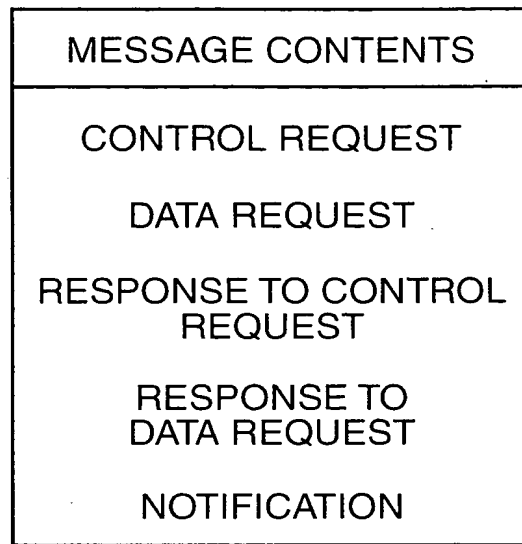 MESSAGE CONTENTS
CONTROL REQUEST
DATA REQUEST
RESPONSE TO CONTROL
REQUEST
RESPONSE TO
DATA REQUEST
NOTIFICATION